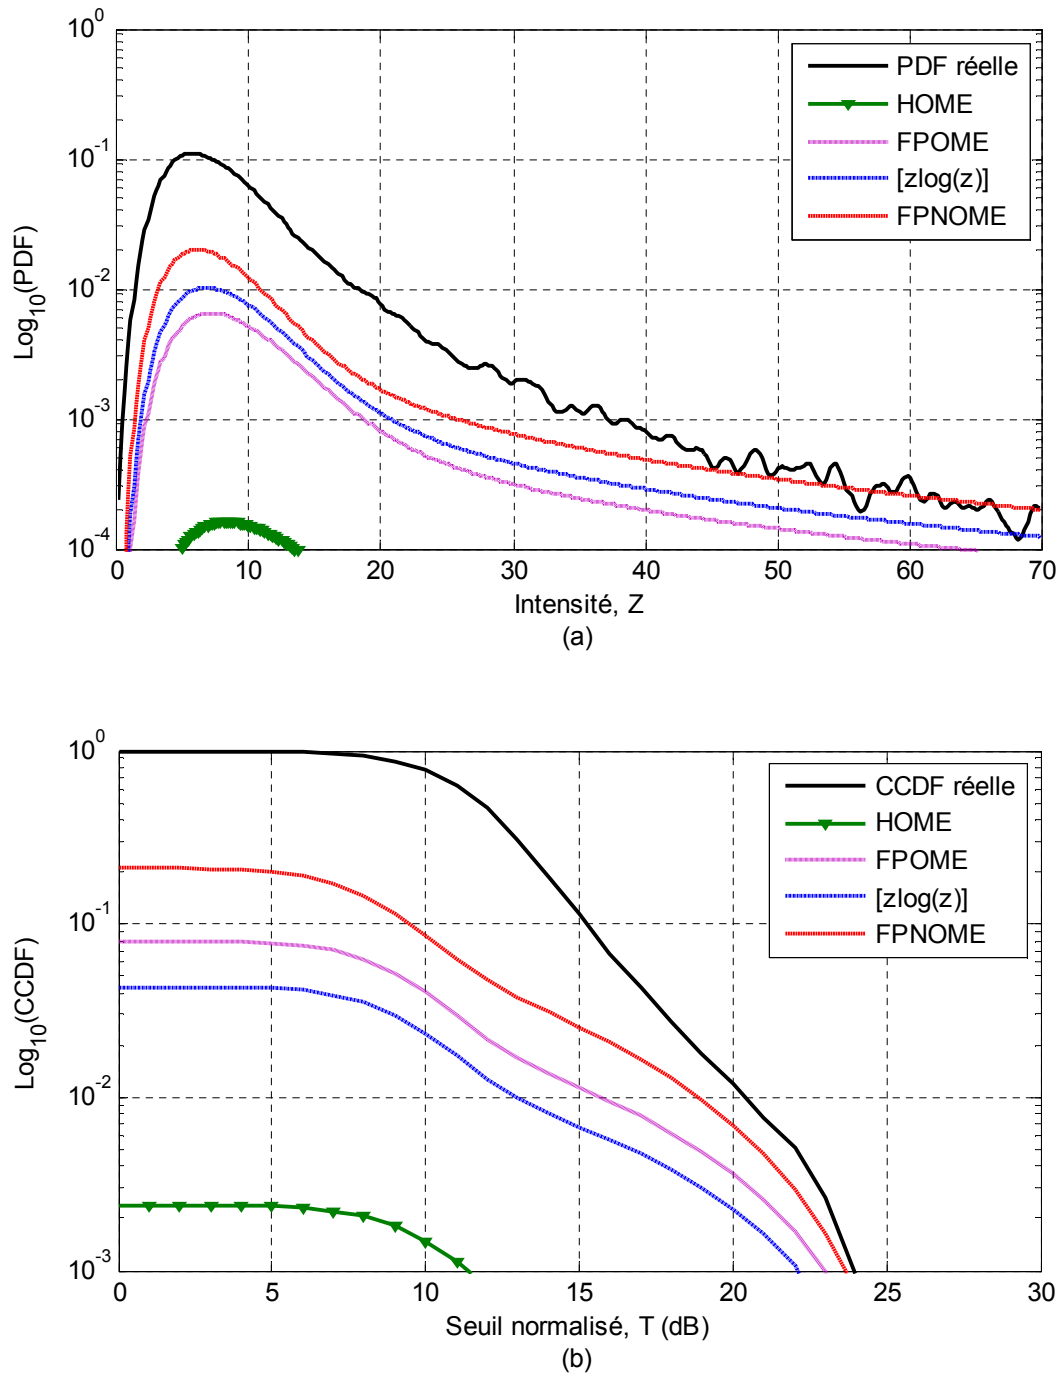 10^0
10^-1
10^-2
10^-3
10^-4
Log10(PDF)
PDF réelle
HOME
FPOME
[zlog(z)]
FPNOME
0 10 20 30 40 50 60 70
Intensité, Z
(a)
10^0
10^-1
10^-2
10^-3
Log10(CCDF)
CCDF réelle
HOME
FPOME
[zlog(z)]
FPNOME
0 5 10 15 20 25 30
Seuil normalisé, T (dB)
(b)